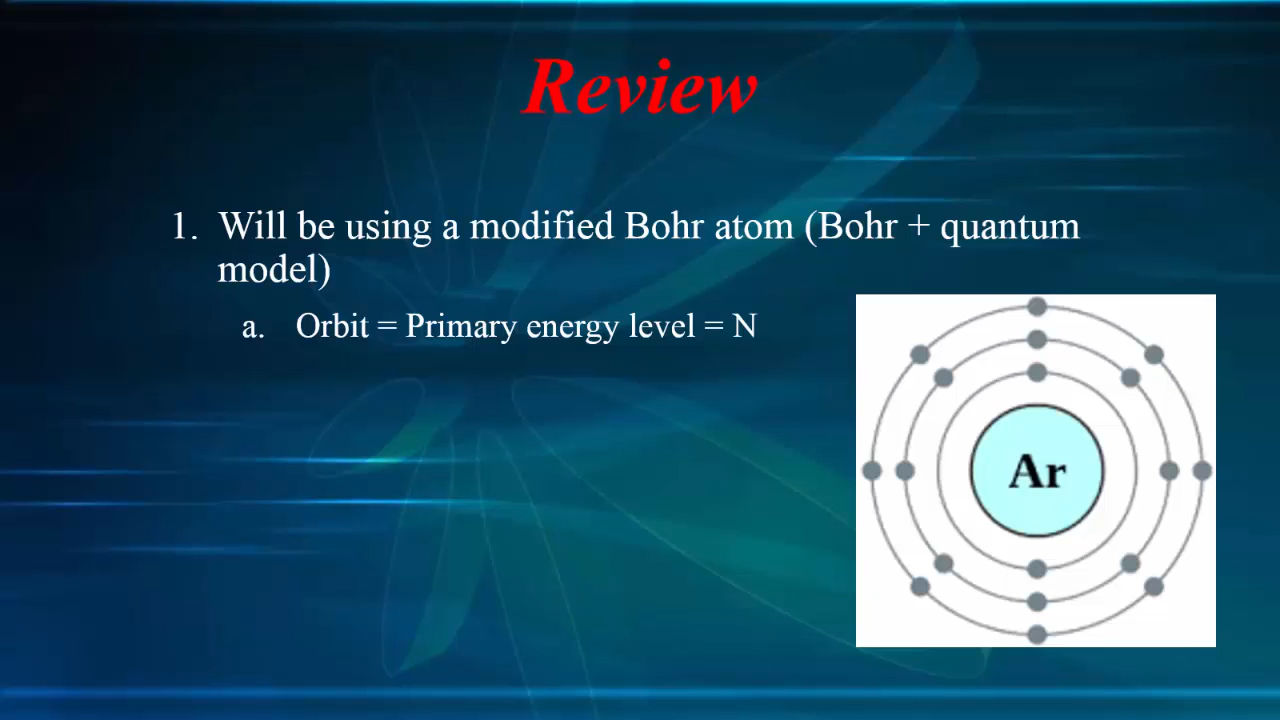 Review
1. Will be using a modified Bohr atom (Bohr + quantum
model)
a. Orbit = Primary energy level = N
Ar